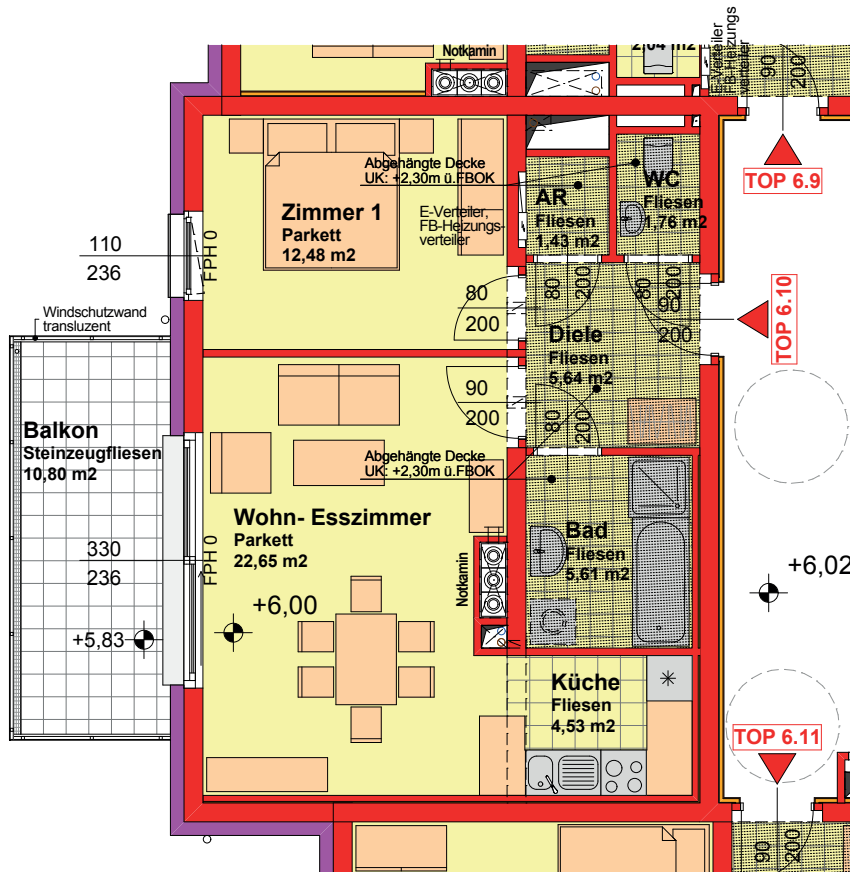 Notkamin
2,04 m2
E-Verteiler
FB-Heizungs
verteiler
90
200
TOP 6.9
Abgehängte Decke
UK: +2,30m ü.FBOK
AR
Fliesen
1,43 m2
WC
Fliesen
1,76 m2
Zimmer 1
Parkett
12,48 m2
E-Verteiler,
FB-Heizungs-
verteiler
110
236
FPH 0
80
200
80
200
80
200
90
200
TOP 6.10
Windschutzwand
transluzent
Diele
Fliesen
5,64 m2
90
200
80
200
Balkon
Steinzeugfliesen
10,80 m2
Abgehängte Decke
UK: +2,30m ü.FBOK
Wohn- Esszimmer
Parkett
22,65 m2
Bad
Fliesen
5,61 m2
330
236
FPH 0
Notkamin
+6,02
+6,00
+5,83
Küche
Fliesen
4,53 m2
TOP 6.11
90
200